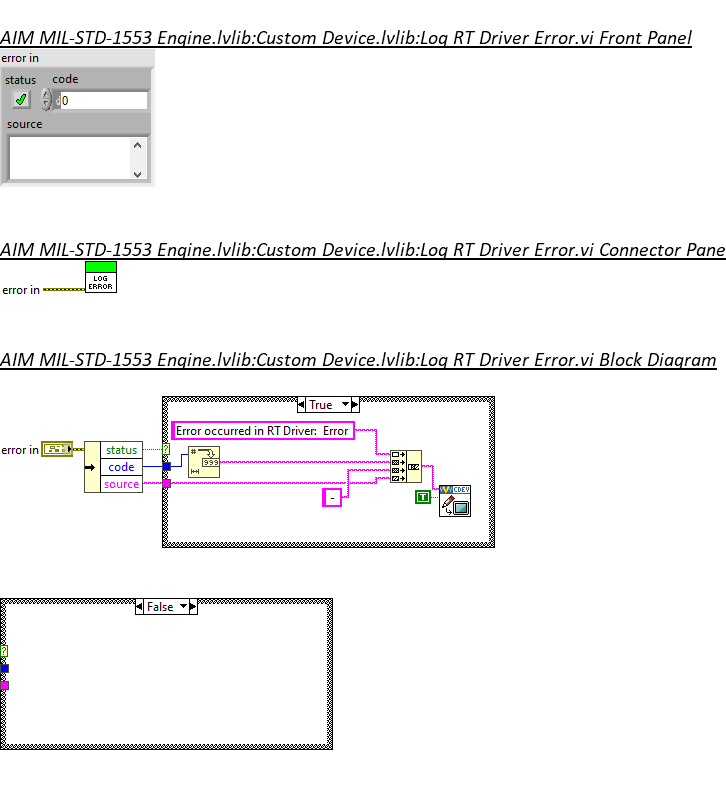 AIM MIL-STD-1553 Engine.lvlib:Custom Device.lvlib:Log RT Driver Error.vi Front Panel
error in
status code
0
source
AIM MIL-STD-1553 Engine.lvlib:Custom Device.lvlib:Log RT Driver Error.vi Connector Pane
error in
LOG
ERROR
AIM MIL-STD-1553 Engine.lvlib:Custom Device.lvlib:Log RT Driver Error.vi Block Diagram
True
Error occurred in RT Driver: Error
error in
status
?
#
999
code
source
-
T
CDEV
False
?